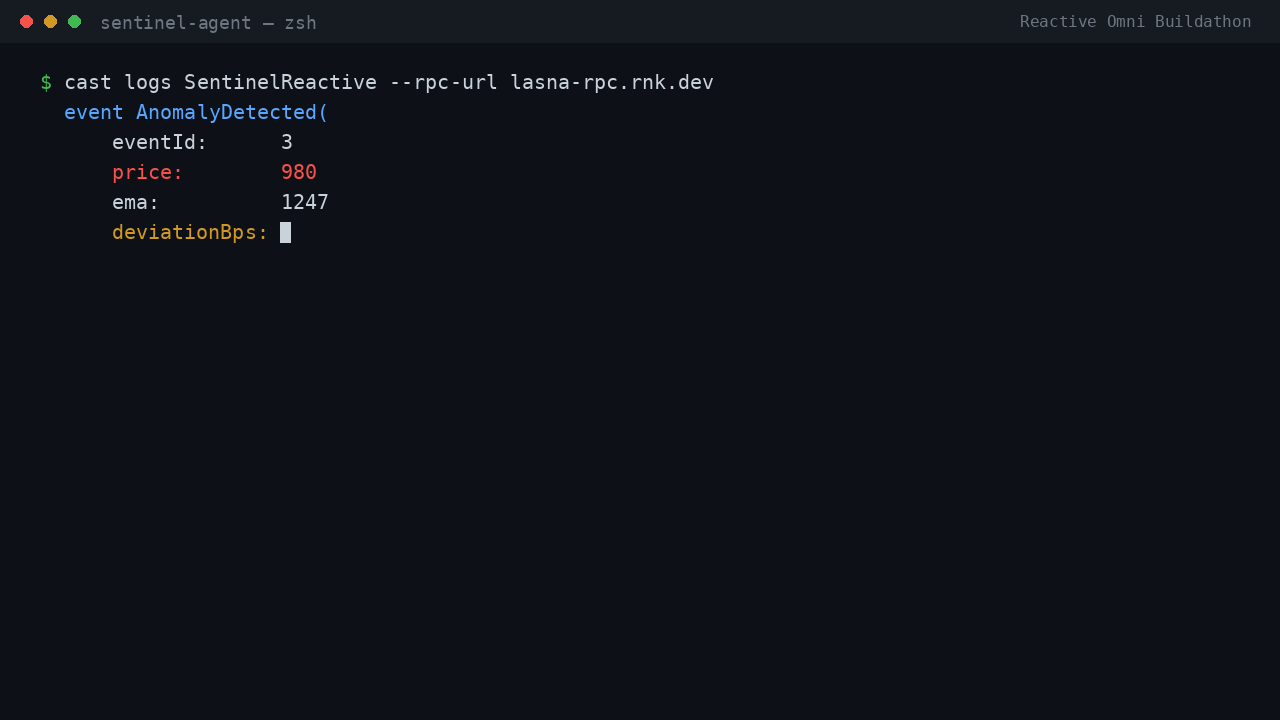 sentinel-agent — zsh
Reactive Omni Buildathon
$ cast logs SentinelReactive --rpc-url lasna-rpc.rnk.dev
event AnomalyDetected(
eventId: 3
price: 980
ema: 1247
deviationBps: